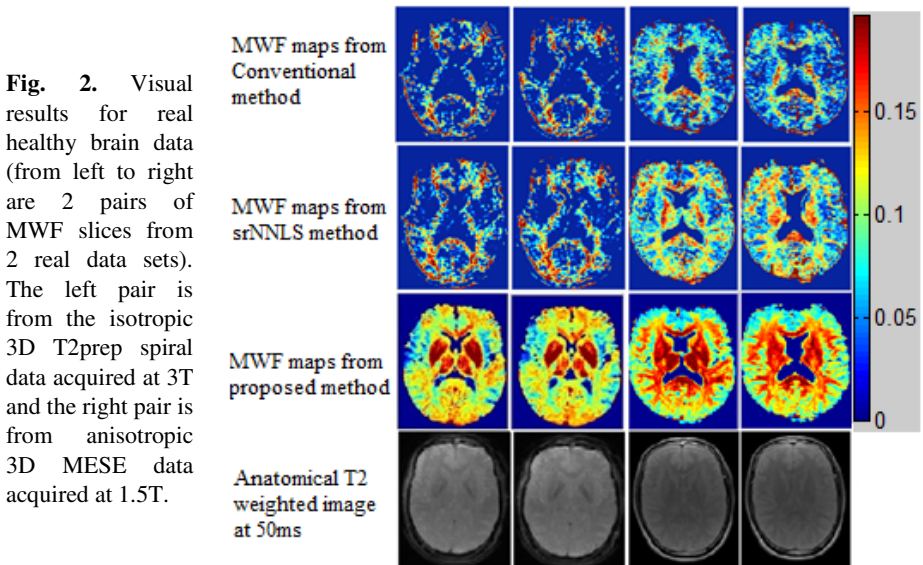 Fig. 2. Visual
results for real
healthy brain data
(from left to right
are 2 pairs of
MWF slices from
2 real data sets).
The left pair is
from the isotropic
3D T2prep spiral
data acquired at 3T
and the right pair is
from anisotropic
3D MESE data
acquired at 1.5T.
MWF maps from
Conventional
method
MWF maps from
srNNLS method
MWF maps from
proposed method
Anatomical T2
weighted image
at 50ms
0.15
0.1
0.05
0